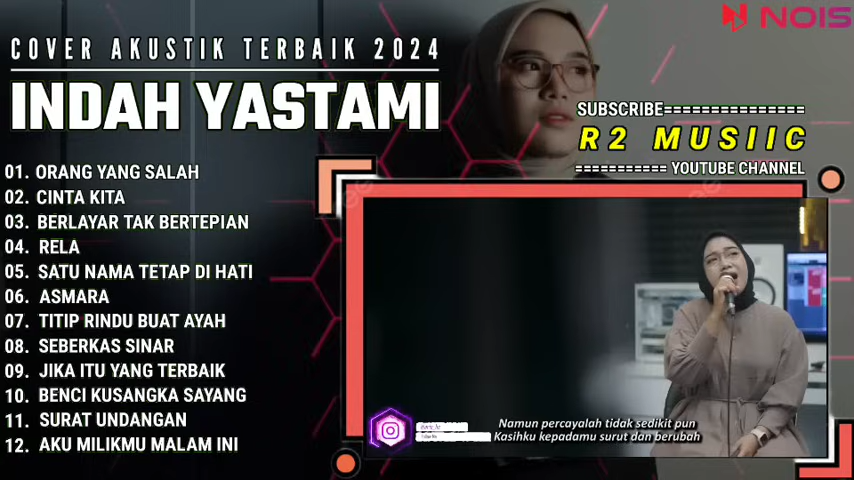 NOIS
COVER AKUSTIK TERBAIK 2024
INDAH YASTAMI
SUBSCRIBE===============
R2 MUSIIC
=========== YOUTUBE CHANNEL
01. ORANG YANG SALAH
02. CINTA KITA
03. BERLAYAR TAK BERTEPIAN
04. RELA
05. SATU NAMA TETAP DI HATI
06. ASMARA
07. TITIP RINDU BUAT AYAH
08. SEBERKAS SINAR
09. JIKA ITU YANG TERBAIK
10. BENCI KUSANGKA SAYANG
11. SURAT UNDANGAN
12. AKU MILIKMU MALAM INI
Namun percayalah tidak sedikit pun
Kasihku kepadamu surut dan berubah